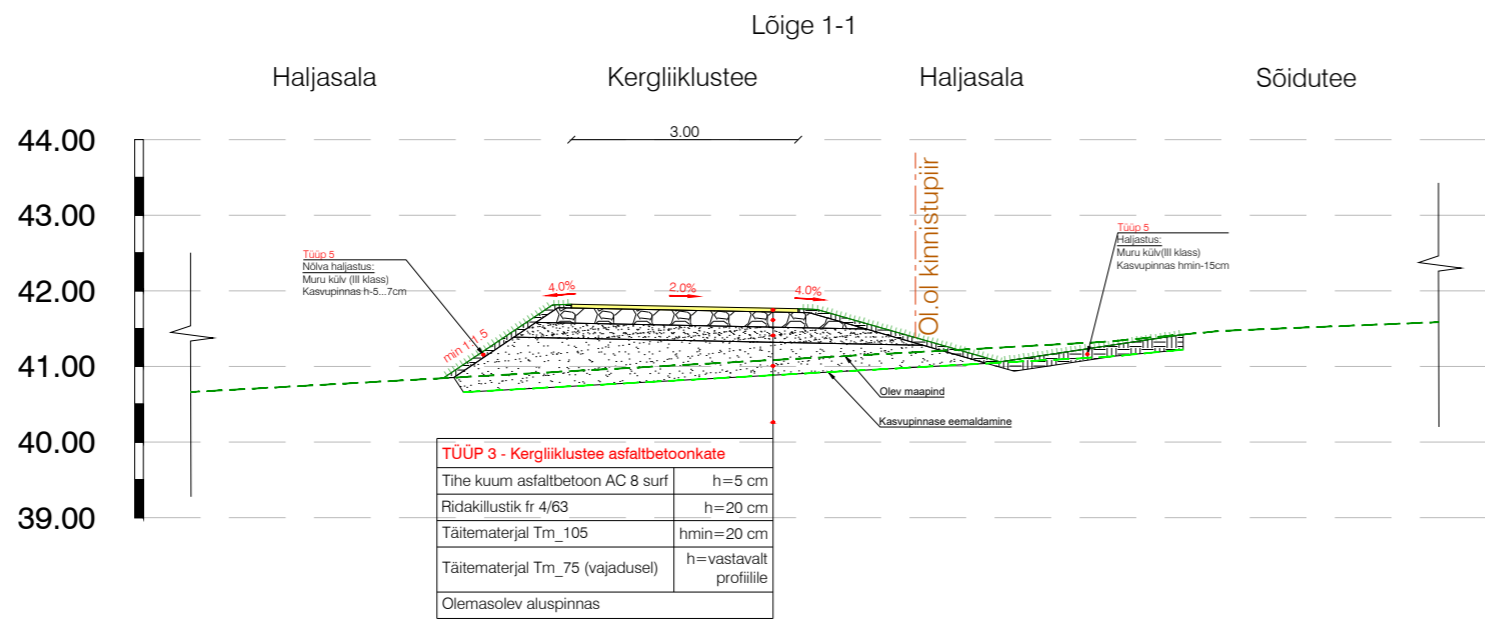 Lõige 1-1
Haljasala
Kergliiklustee
Haljasala
Sõidutee
44.00
43.00
42.00
41.00
40.00
39.00
3.00
Ol.ol kinnistupiir
Tüüp 5
Nõlva haljastus:
Muru külv (III klass)
Kasvupinnas h-5...7cm
4.0%
2.0%
4.0%
min 1:1.5
Tüüp 5
Haljastus:
Muru külv(III klass)
Kasvupinnas hmin-15cm
Olev maapind
Kasvupinnase eemaldamine
TÜÜP 3 - Kergliiklustee asfaltbetoonkate
Tihe kuum asfaltbetoon AC 8 surf h=5 cm
Ridakillustik fr 4/63 h=20 cm
Täitematerjal Tm_105 hmin=20 cm
Täitematerjal Tm_75 (vajadusel) h=vastavalt
profiilile
Olemasolev aluspinnas